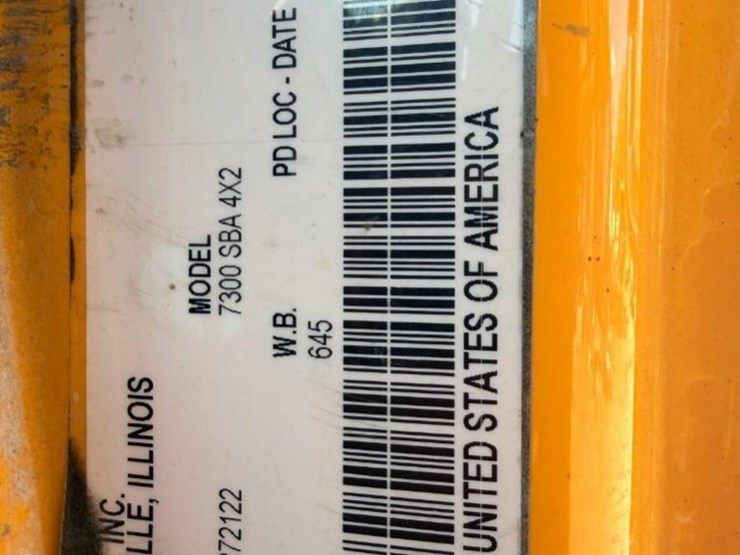 INC.
LLE, ILLINOIS
MODEL
72122 7300 SBA 4X2
W.B. PD LOC - DATE
645
UNITED STATES OF AMERICA